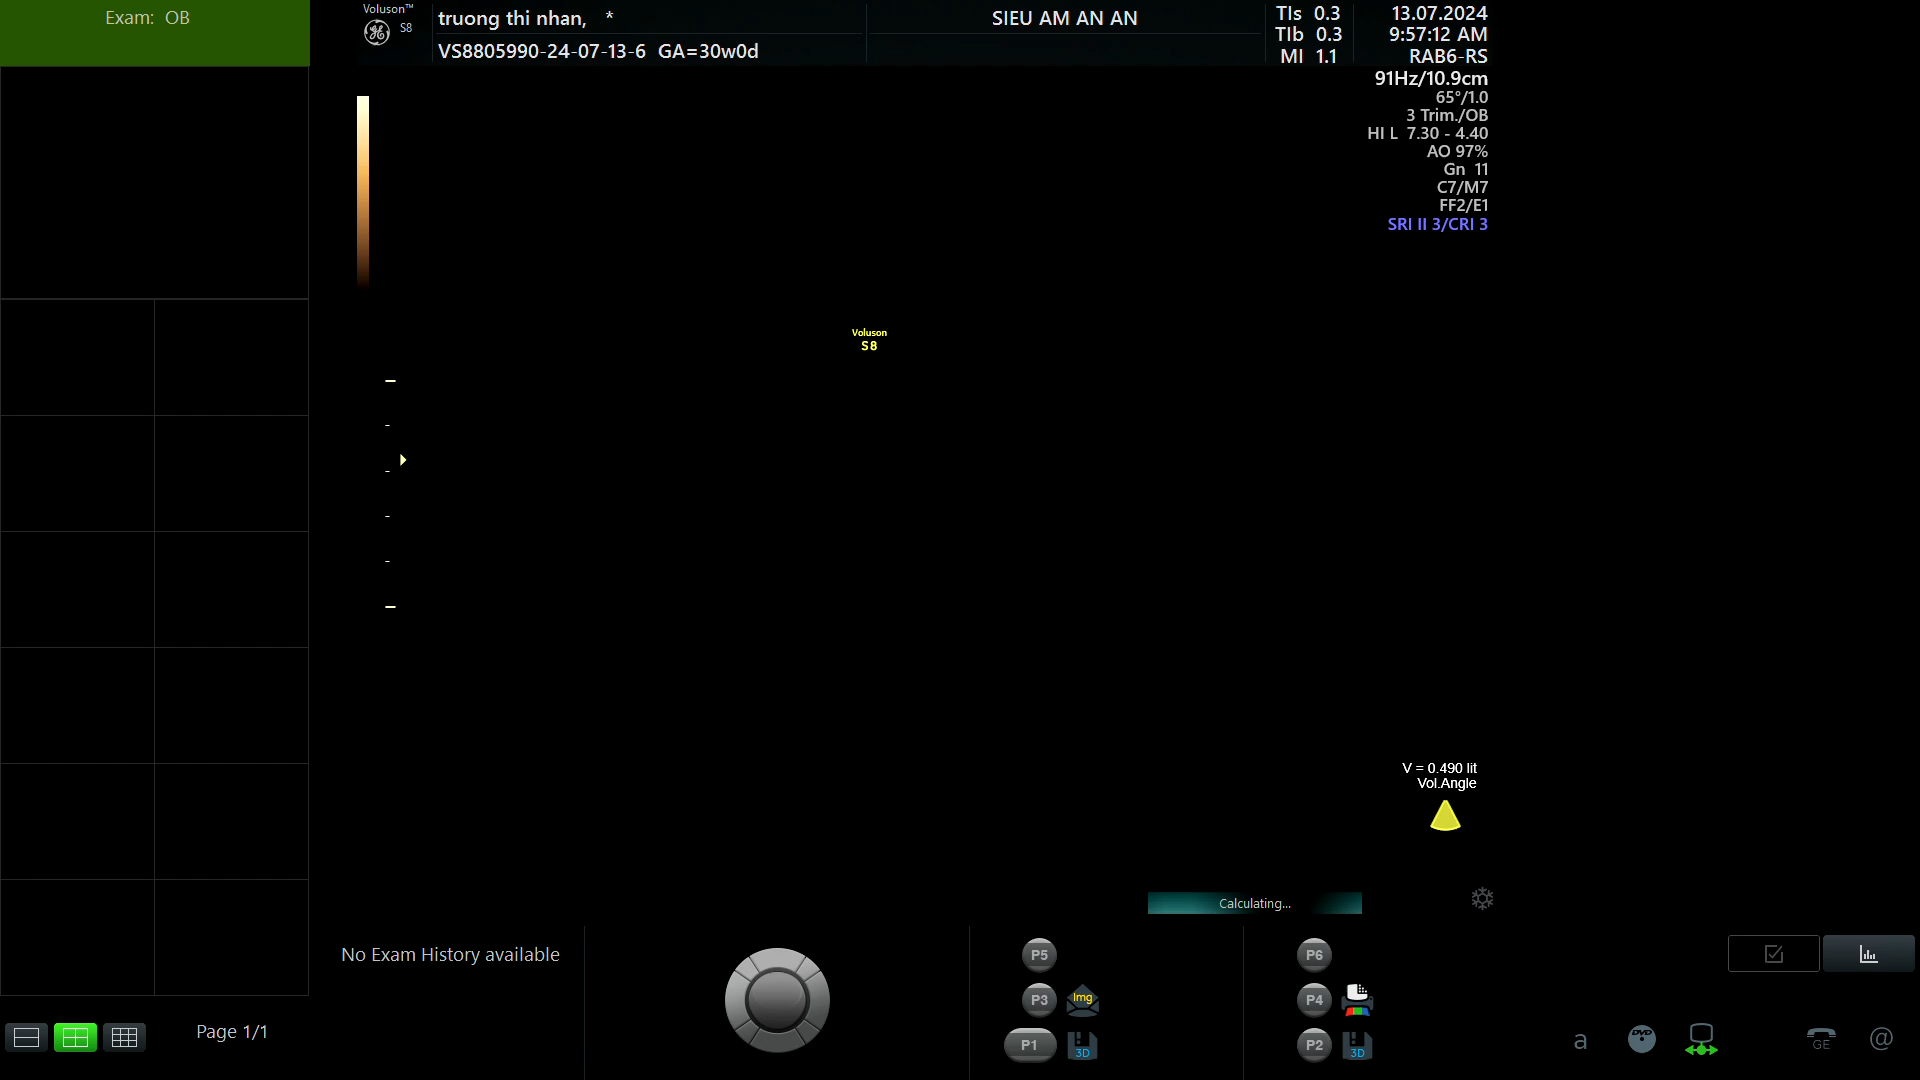 Exam: OB
Voluson™
S8
truong thi nhan, *
VS8805990-24-07-13-6 GA=30w0d
SIEU AM AN AN
TIs 0.3
TIb 0.3
MI 1.1
13.07.2024
9:57:12 AM
RAB6-RS
91Hz/10.9cm
65°/1.0
3 Trim./OB
HI L 7.30 - 4.40
AO 97%
Gn 11
C7/M7
FF2/E1
SRI II 3/CRI 3
Voluson
S8
V = 0.490 lit
Vol.Angle
Calculating...
No Exam History available
P5
P3
Img
P1
3D
P6
P4
P2
3D
Page 1/1
a
DVD
GE
@